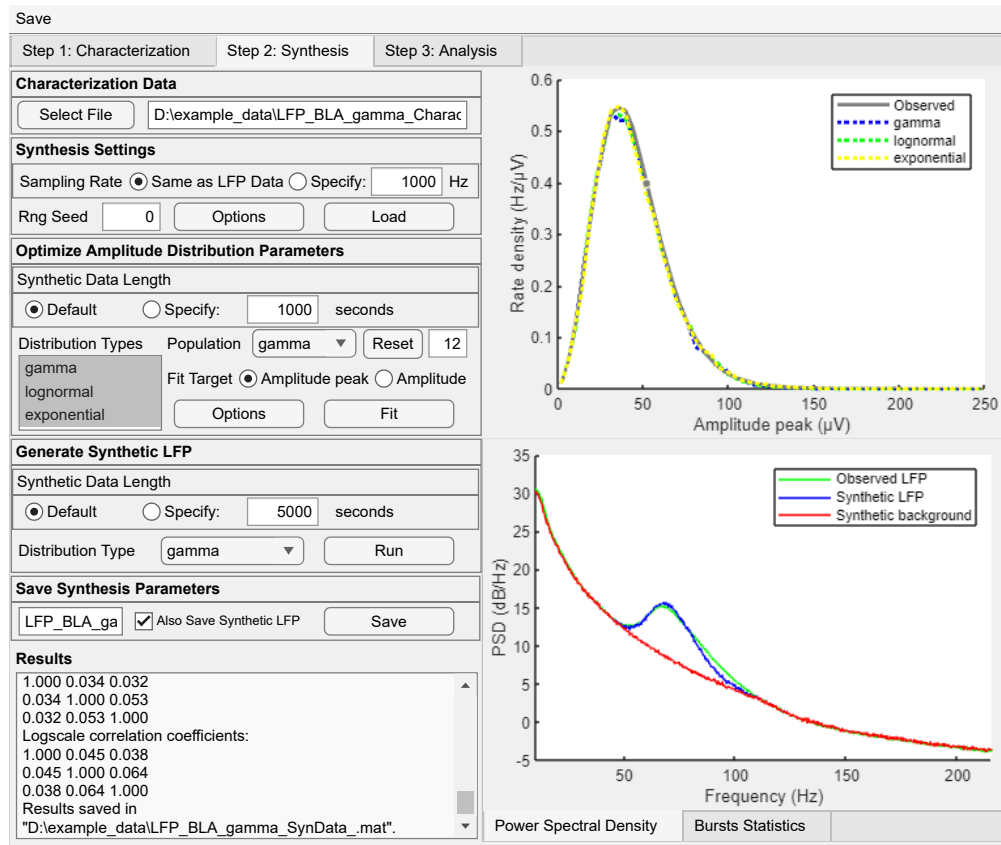 Save
Step 1: Characterization
Step 2: Synthesis
Step 3: Analysis
Characterization Data
Select File
D:\example_data\LFP_BLA_gamma_Charac
Synthesis Settings
Sampling Rate Same as LFP Data Specify: 1000 Hz
Rng Seed 0 Options Load
Optimize Amplitude Distribution Parameters
Synthetic Data Length
Default Specify: 1000 seconds
Distribution Types Population gamma Reset 12
gamma
lognormal
exponential
Fit Target Amplitude peak Amplitude
Options Fit
Generate Synthetic LFP
Synthetic Data Length
Default Specify: 5000 seconds
Distribution Type gamma Run
Save Synthesis Parameters
LFP_BLA_ga Also Save Synthetic LFP Save
Results
1.000 0.034 0.032
0.034 1.000 0.053
0.032 0.053 1.000
Logscale correlation coefficients:
1.000 0.045 0.038
0.045 1.000 0.064
0.038 0.064 1.000
Results saved in
"D:\example_data\LFP_BLA_gamma_SynData_.mat".
0.6
0.5
0.4
0.3
0.2
0.1
0
Rate density (Hz/μV)
Observed
gamma
lognormal
exponential
0 50 100 150 200 250
Amplitude peak (μV)
35
30
25
20
15
10
5
0
-5
PSD (dB/Hz)
Observed LFP
Synthetic LFP
Synthetic background
50 100 150 200
Frequency (Hz)
Power Spectral Density
Bursts Statistics